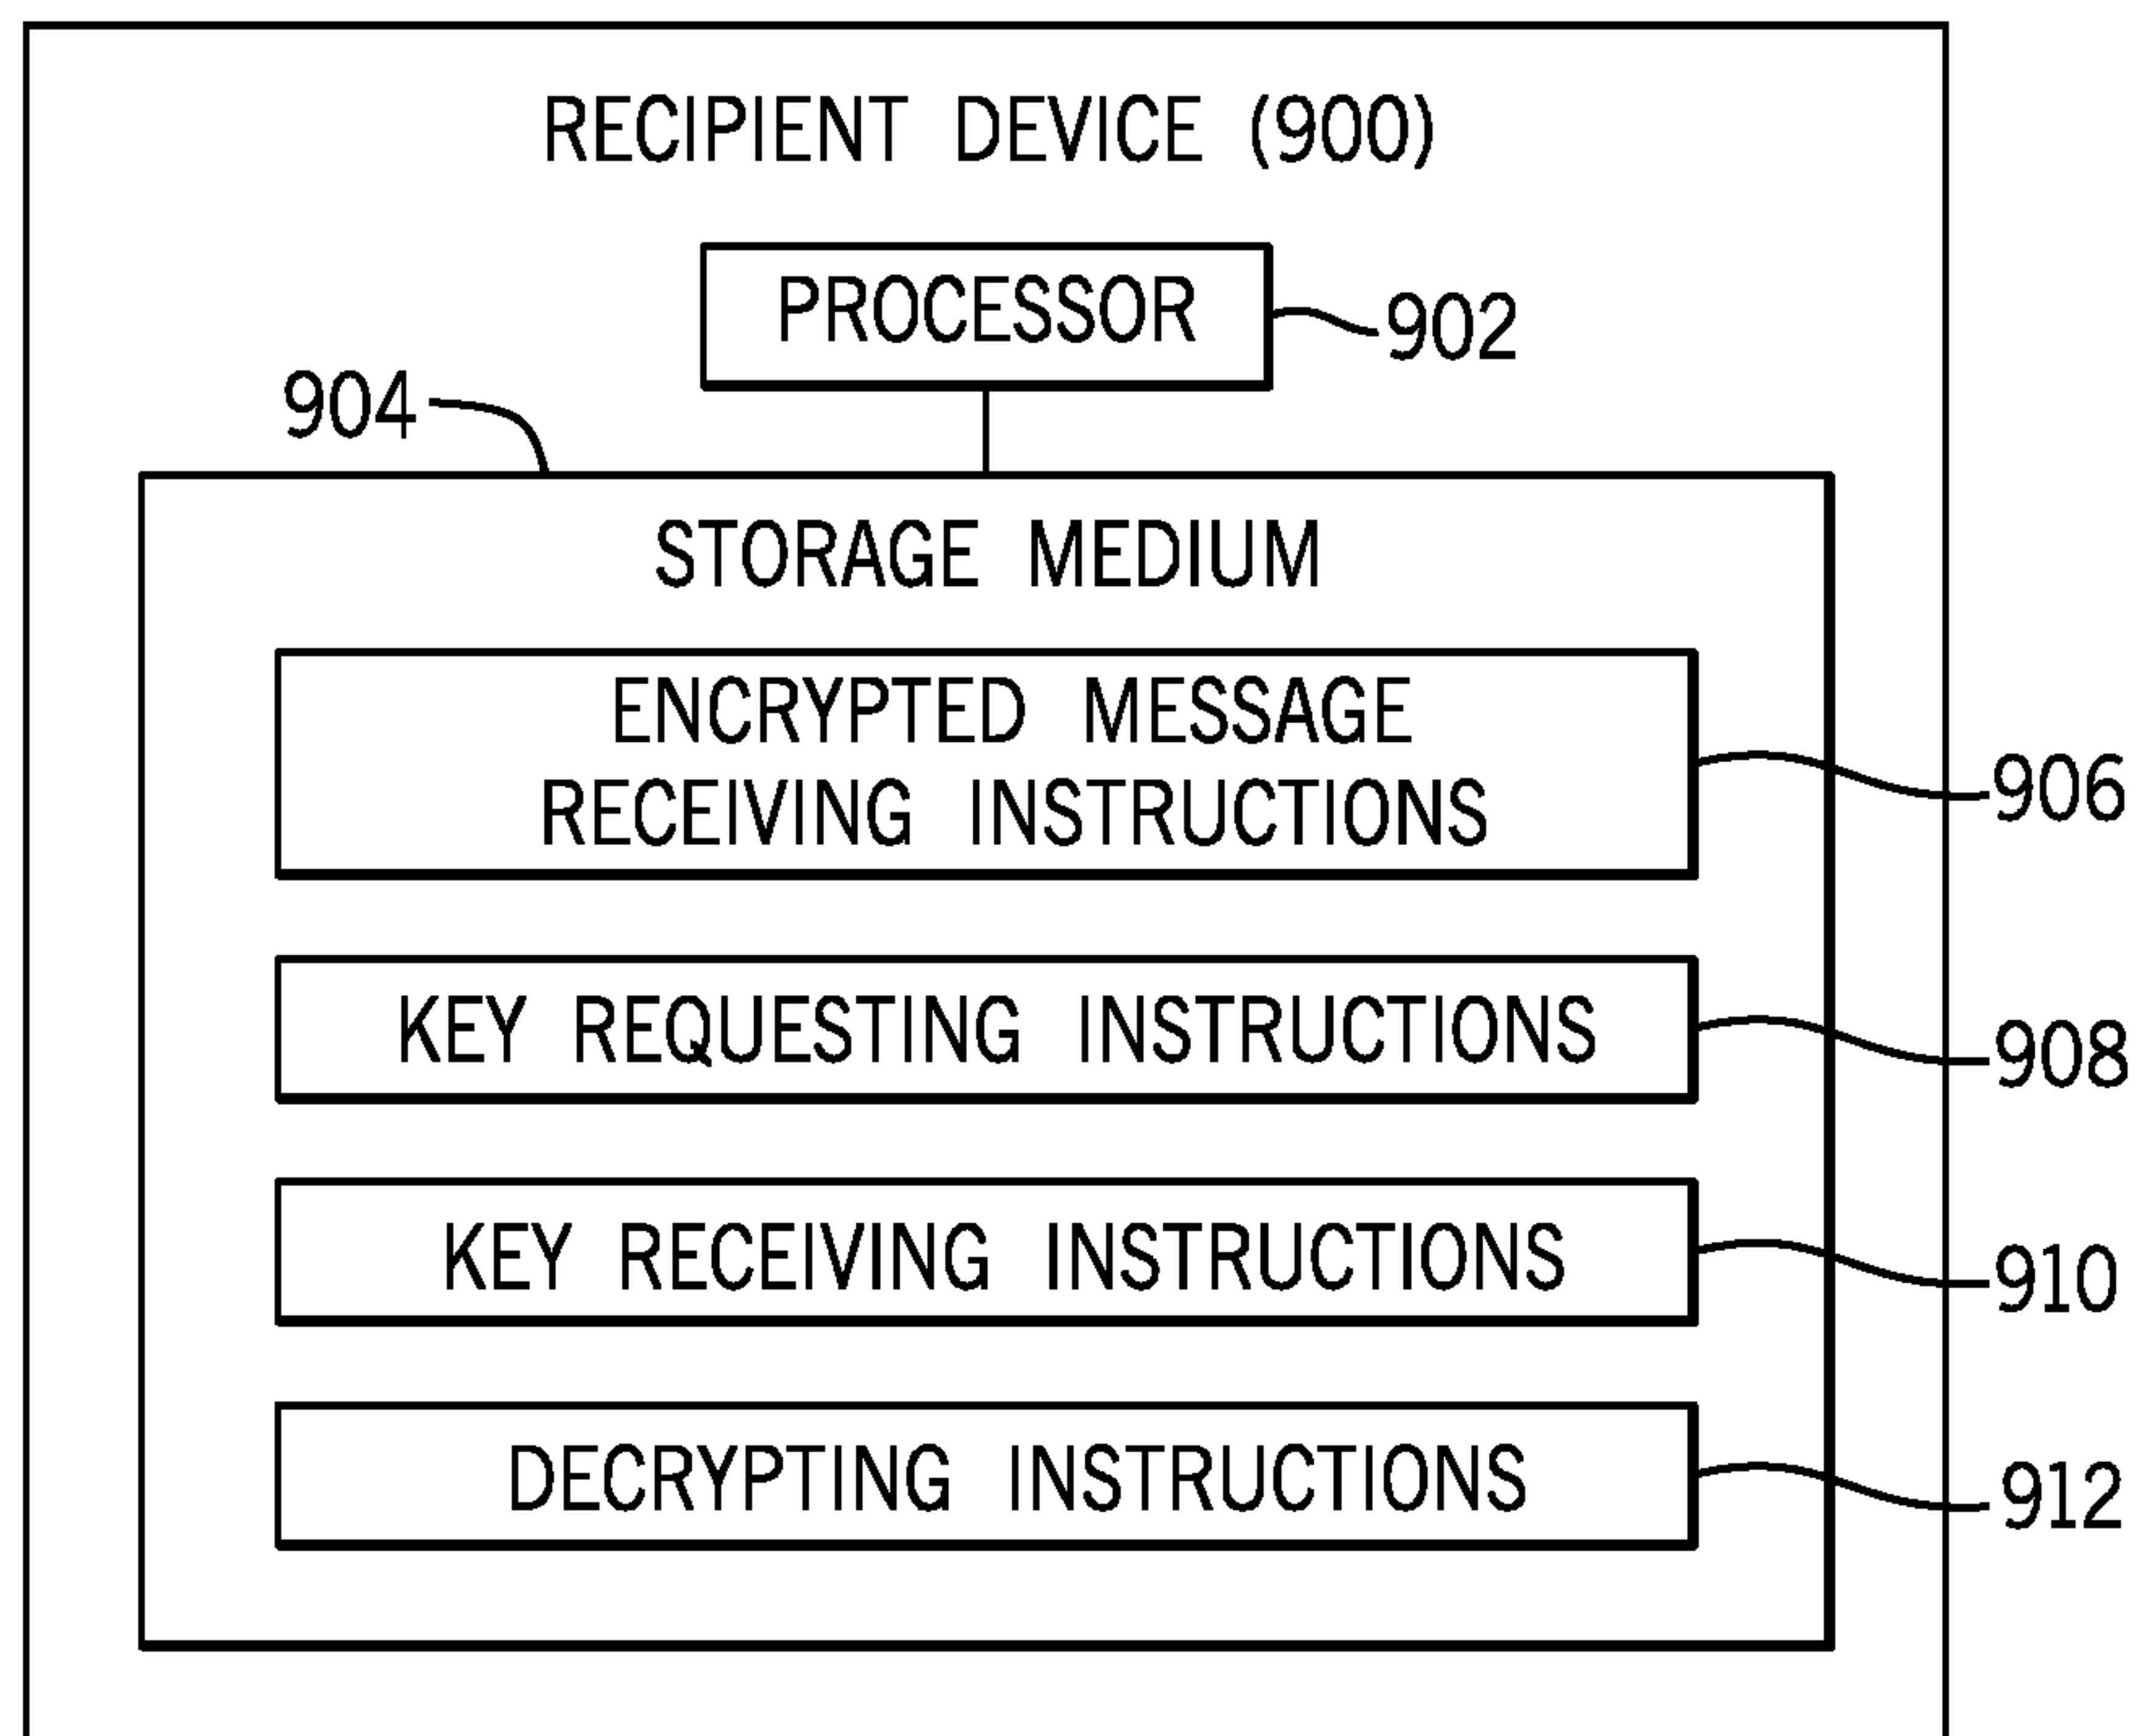 RECIPIENT DEVICE (900)
PROCESSOR
902
904
STORAGE MEDIUM
ENCRYPTED MESSAGE
RECEIVING INSTRUCTIONS
906
KEY REQUESTING INSTRUCTIONS
908
KEY RECEIVING INSTRUCTIONS
910
DECRYPTING INSTRUCTIONS
912